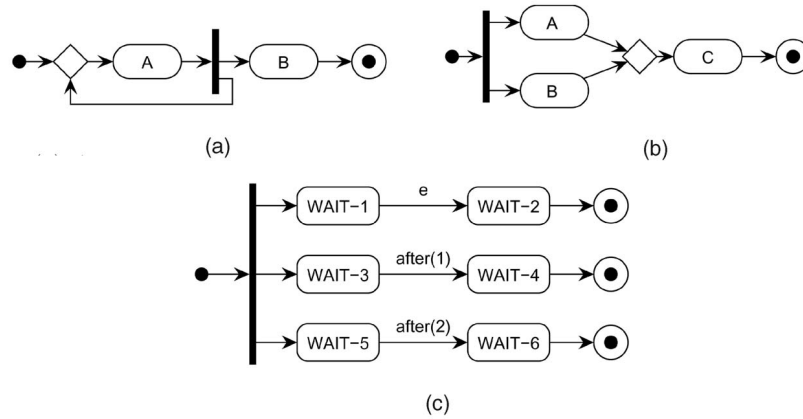 A
B
(a)
A
B
C
(b)
e
WAIT-1
WAIT-2
after(1)
WAIT-3
WAIT-4
after(2)
WAIT-5
WAIT-6
(c)